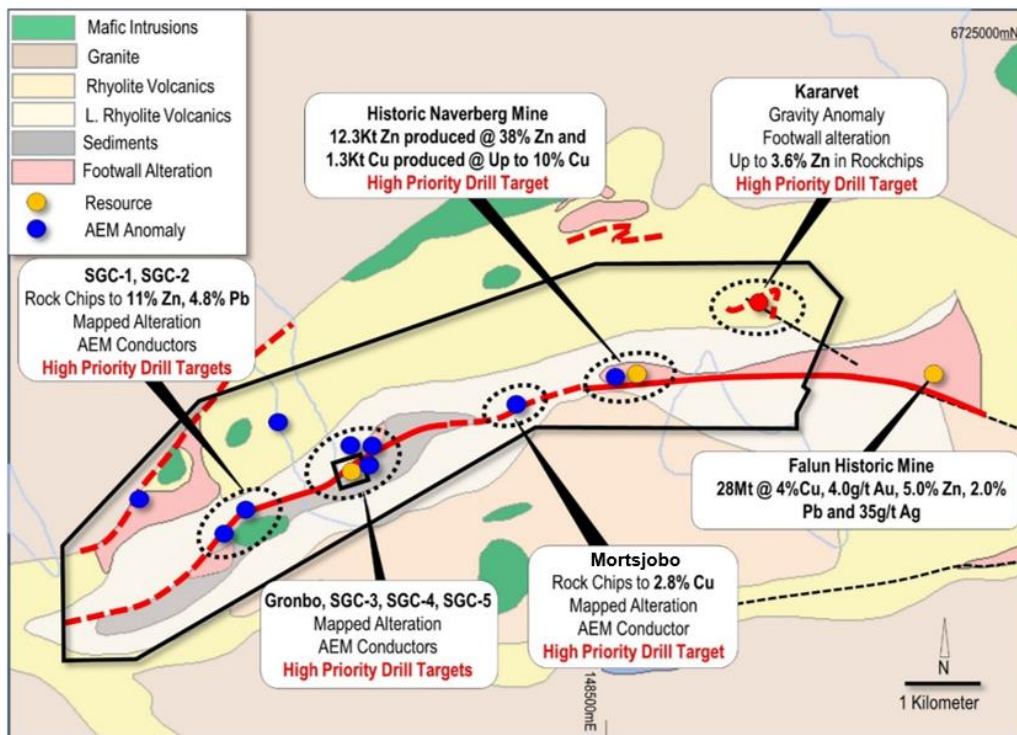 Mafic Intrusions
Granite
Rhyolite Volcanics
L. Rhyolite Volcanics
Sediments
Footwall Alteration
Resource
AEM Anomaly
6725000mN
Historic Naverberg Mine
12.3Kt Zn produced @ 38% Zn and
1.3Kt Cu produced @ Up to 10% Cu
High Priority Drill Target
Kararvet
Gravity Anomaly
Footwall alteration
Up to 3.6% Zn in Rockchips
High Priority Drill Target
SGC-1, SGC-2
Rock Chips to 11% Zn, 4.8% Pb
Mapped Alteration
AEM Conductors
High Priority Drill Targets
Falun Historic Mine
28Mt @ 4%Cu, 4.0g/t Au, 5.0% Zn, 2.0%
Pb and 35g/t Ag
Gronbo, SGC-3, SGC-4, SGC-5
Mapped Alteration
AEM Conductors
High Priority Drill Targets
Mortsjobo
Rock Chips to 2.8% Cu
Mapped Alteration
AEM Conductor
High Priority Drill Target
148500mE
N
1 Kilometer